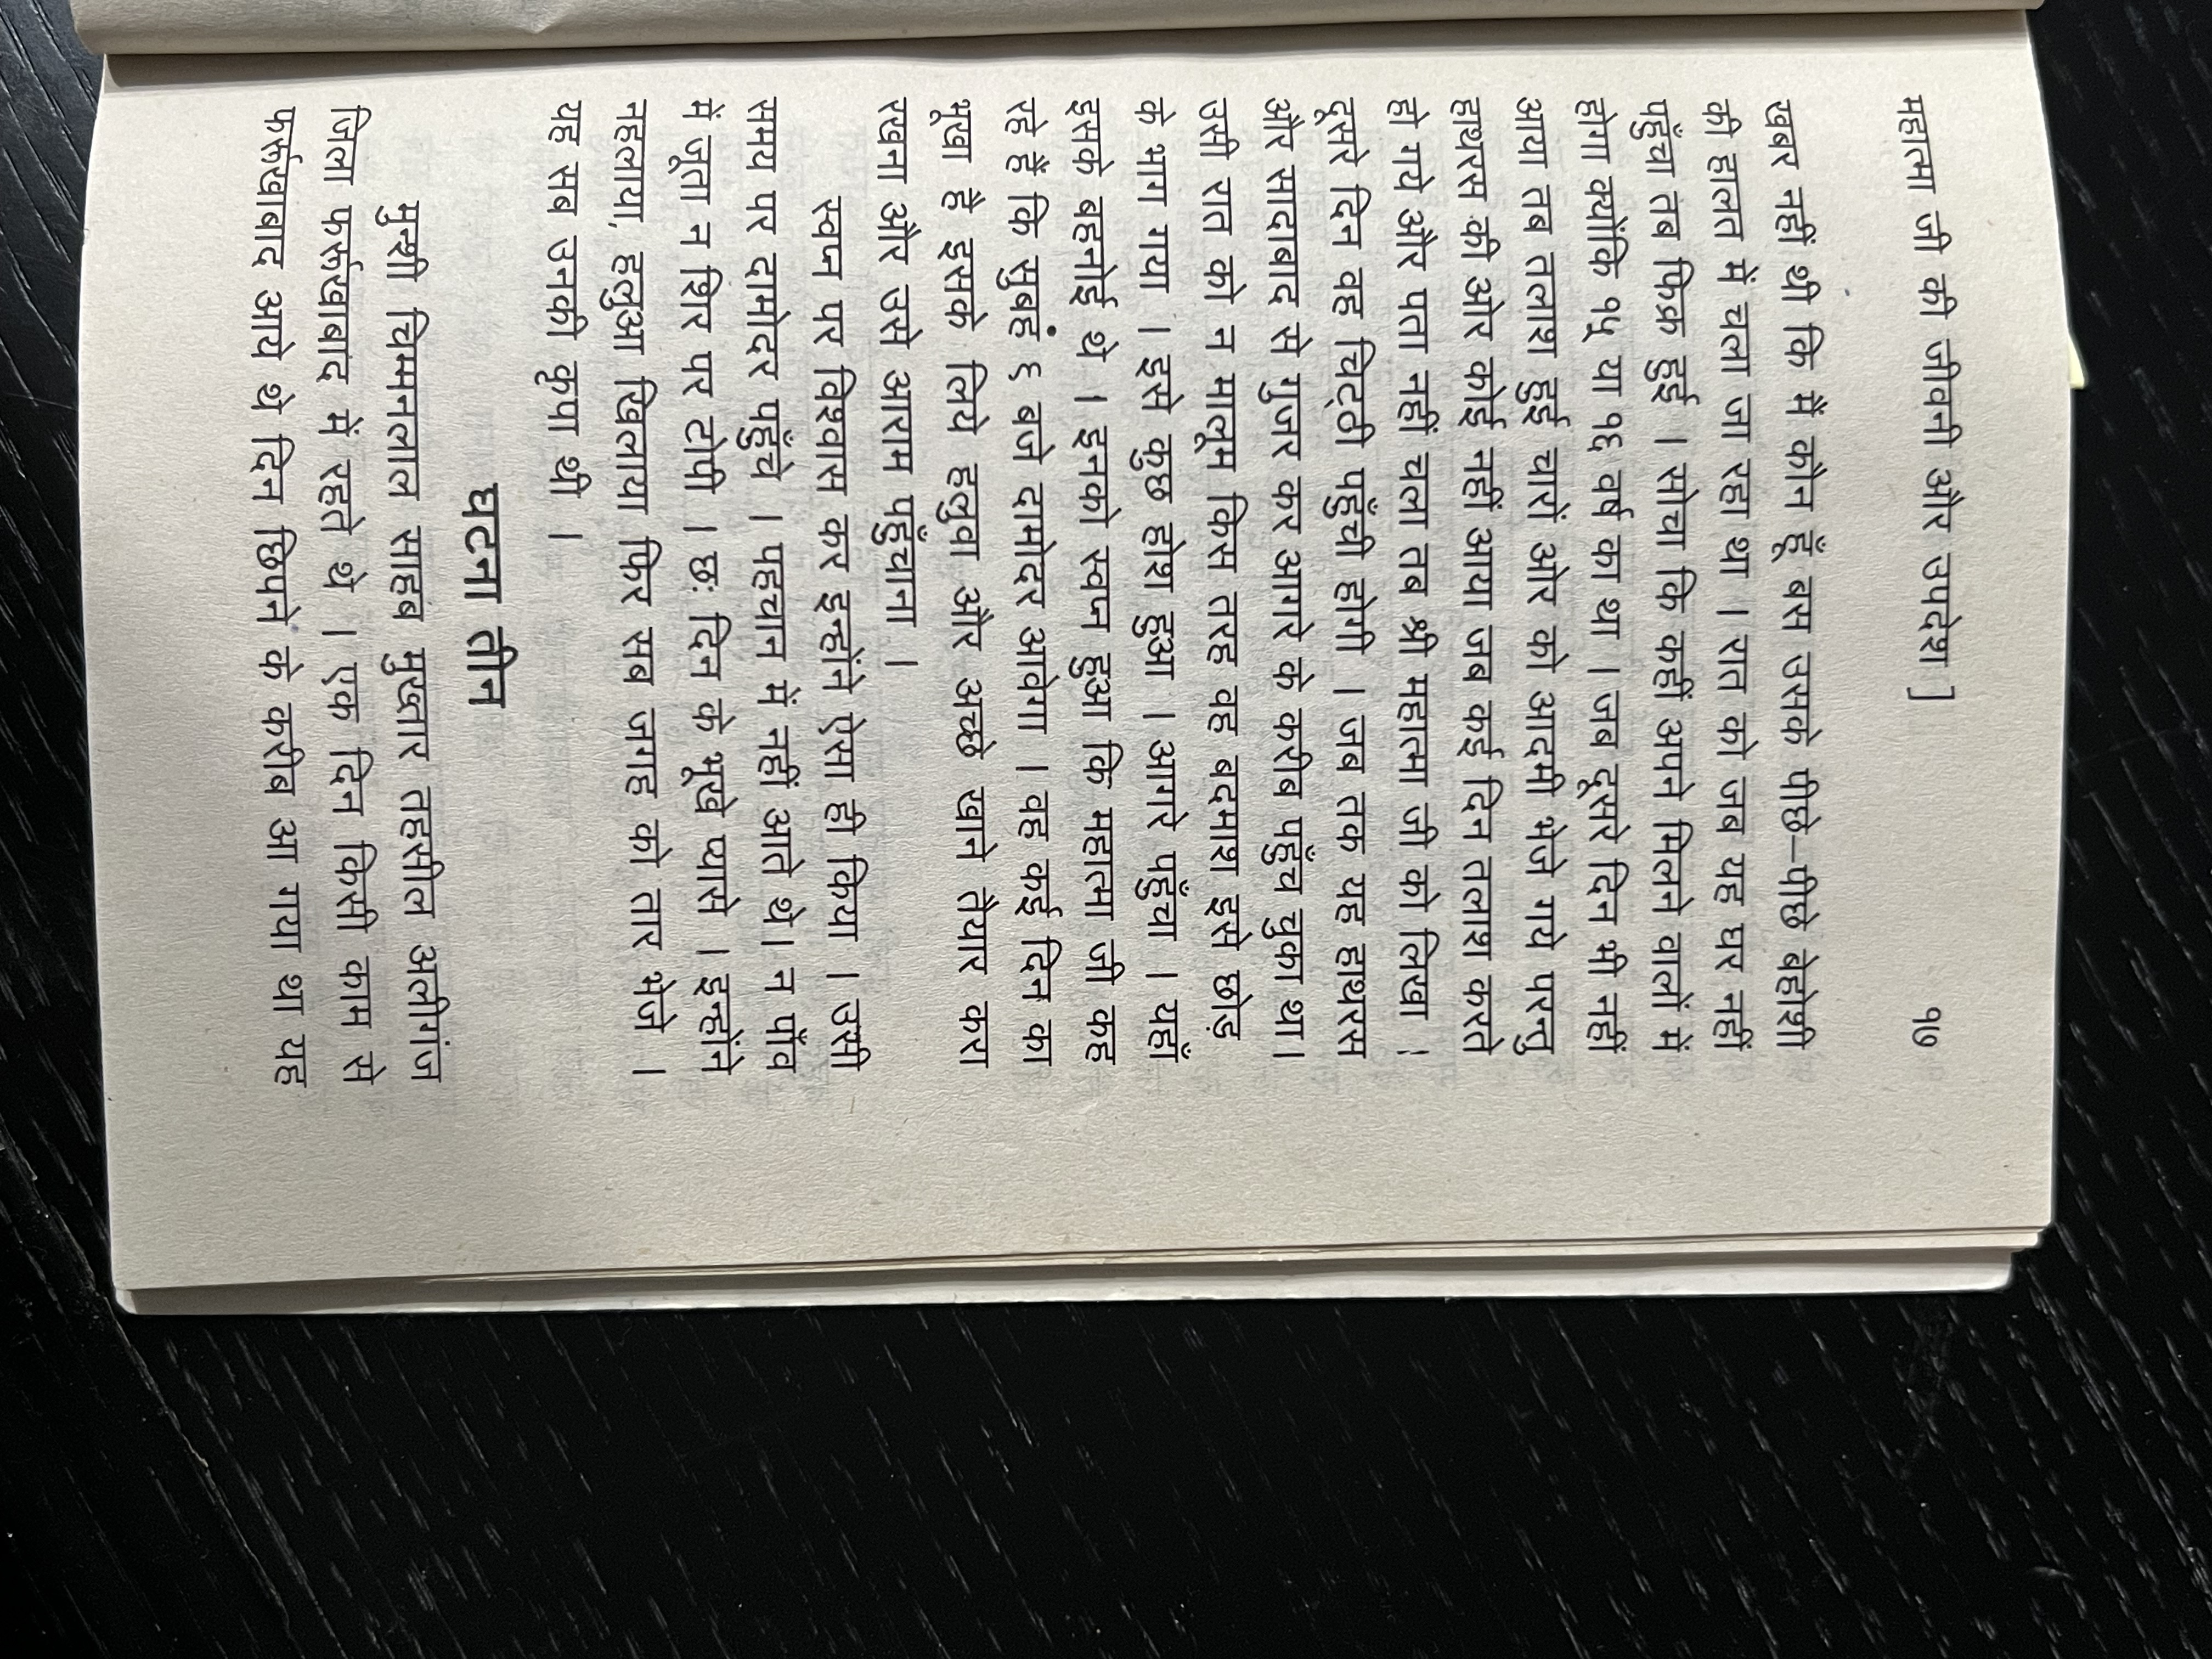 महात्मा जी की जीवनी और उपदेश ] १७
खबर नहीं थी कि मैं कौन हूँ बस उसके पीछे-पीछे बेहोशी
की हालत में चला जा रहा था । रात को जब यह घर नहीं
पहुँचा तब फिक्र हुई । सोचा कि कहीं अपने मिलने वालों में
होगा क्योंकि १५ या १६ वर्ष का था । जब दूसरे दिन भी नहीं
आया तब तलाश हुई चारों ओर को आदमी भेजे गये परन्तु
हाथरस की ओर कोई नहीं आया जब कई दिन तलाश करते
हो गये और पता नहीं चला तब श्री महात्मा जी को लिखा ।
दूसरे दिन वह चिट्ठी पहुँची होगी । जब तक यह हाथरस
और सादाबाद से गुजर कर आगरे के करीब पहुँच चुका था ।
उसी रात को न मालूम किस तरह वह बदमाश इसे छोड़
के भाग गया । इसे कुछ होश हुआ । आगरे पहुँचा । यहाँ
इसके बहनोई थे । इनको स्वप्न हुआ कि महात्मा जी कह
रहे हैं कि सुबहं ६ बजे दामोदर आवेगा । वह कई दिन का
भूखा है इसके लिये हलुवा और अच्छे खाने तैयार करा
रखना और उसे आराम पहुँचाना ।
स्वप्न पर विश्वास कर इन्होंने ऐसा ही किया । उसी
समय पर दामोदर पहुँचे । पहचान में नहीं आते थे । न पाँव
में जूता न शिर पर टोपी । छः दिन के भूखे प्यासे । इन्होंने
नहलाया, हलुआ खिलाया फिर सब जगह को तार भेजे ।
यह सब उनकी कृपा थी ।
घटना तीन
मुन्शी चिम्मनलाल साहब मुख्तार तहसील अलीगंज
जिला फर्रुखाबाद में रहते थे । एक दिन किसी काम से
फर्रुखाबाद आये थे दिन छिपने के करीब आ गया था यह